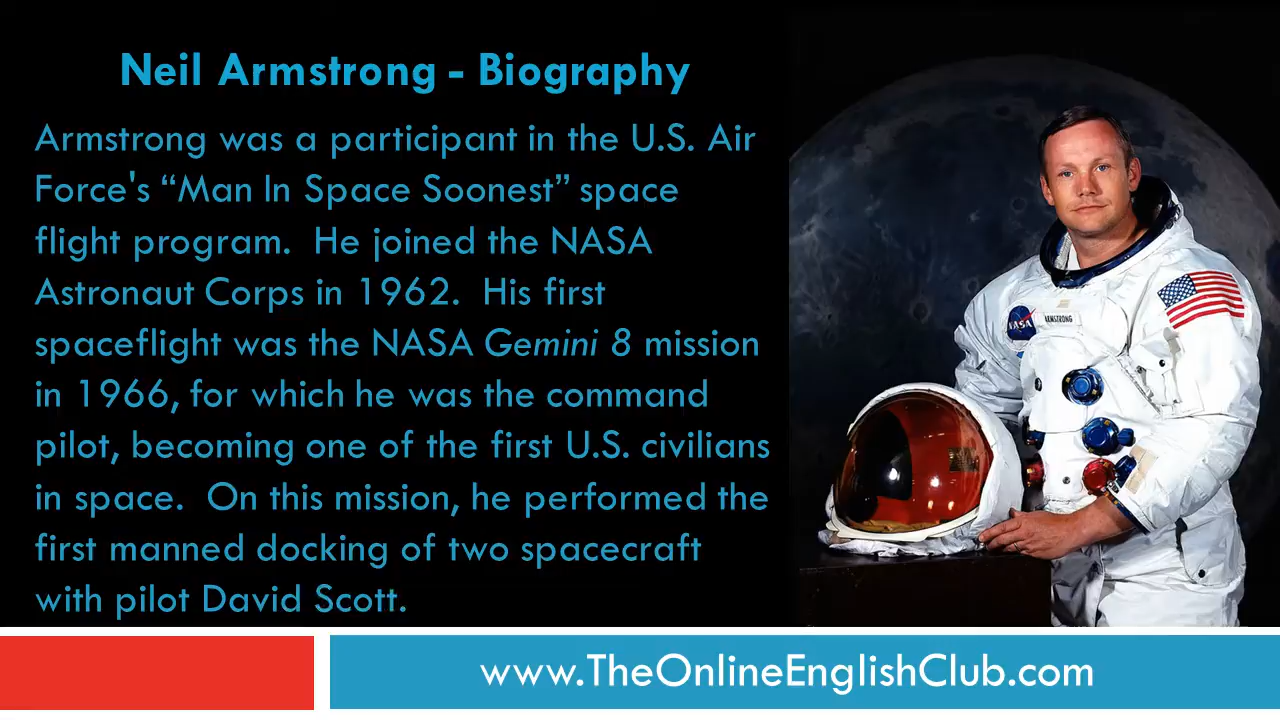 Neil Armstrong - Biography
Armstrong was a participant in the U.S. Air
Force's “Man In Space Soonest” space
flight program.  He joined the NASA
Astronaut Corps in 1962.  His first
spaceflight was the NASA Gemini 8 mission
in 1966, for which he was the command
pilot, becoming one of the first U.S. civilians
in space.  On this mission, he performed the
first manned docking of two spacecraft
with pilot David Scott.
NASA
ARMSTRONG
www.TheOnlineEnglishClub.com